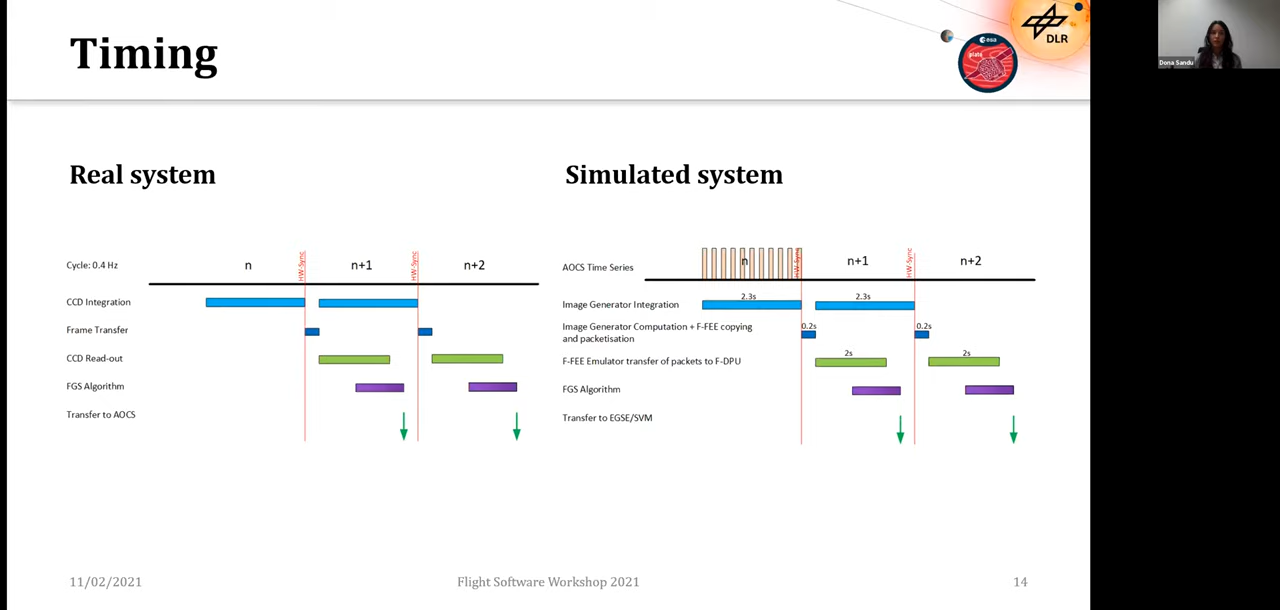 Timing
esa
plato
DLR
Dona Sandu
Real system
Simulated system
Cycle: 0.4 Hz
n
HW-Sync
n+1
HW-Sync
n+2
CCD Integration
Frame Transfer
CCD Read-out
FGS Algorithm
Transfer to AOCS
AOCS Time Series
n
HW-Sync
n+1
HW-Sync
n+2
Image Generator Integration
2.3s
2.3s
Image Generator Computation + F-FEE copying
and packetisation
0.2s
0.2s
F-FEE Emulator transfer of packets to F-DPU
2s
2s
FGS Algorithm
Transfer to EGSE/SVM
11/02/2021
Flight Software Workshop 2021
14